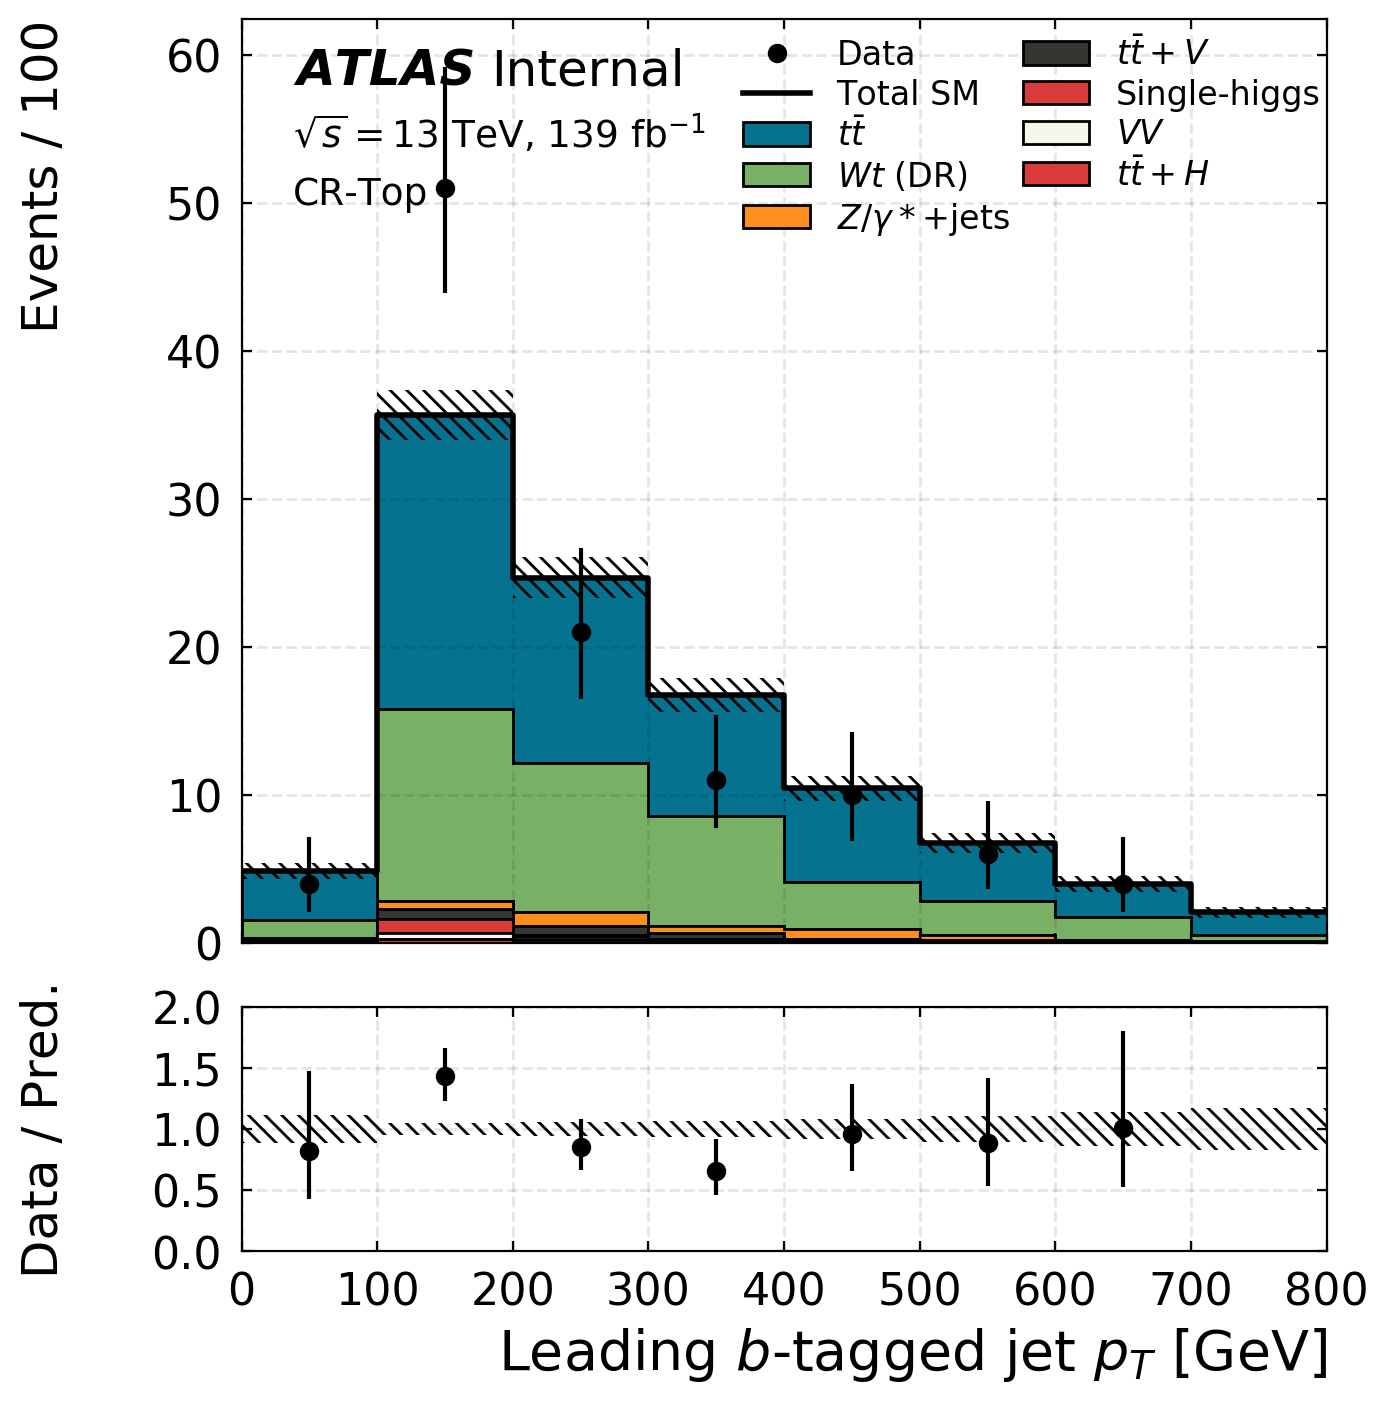 Events / 100
60
50
40
30
20
10
0
ATLAS Internal
√s = 13 TeV, 139 fb⁻¹
CR-Top
Data
Total SM
tt̄
Wt (DR)
Z/γ * +jets
tt̄ + V
Single-higgs
VV
tt̄ + H
Data / Pred.
2.0
1.5
1.0
0.5
0.0
0 100 200 300 400 500 600 700 800
Leading b-tagged jet p_T [GeV]